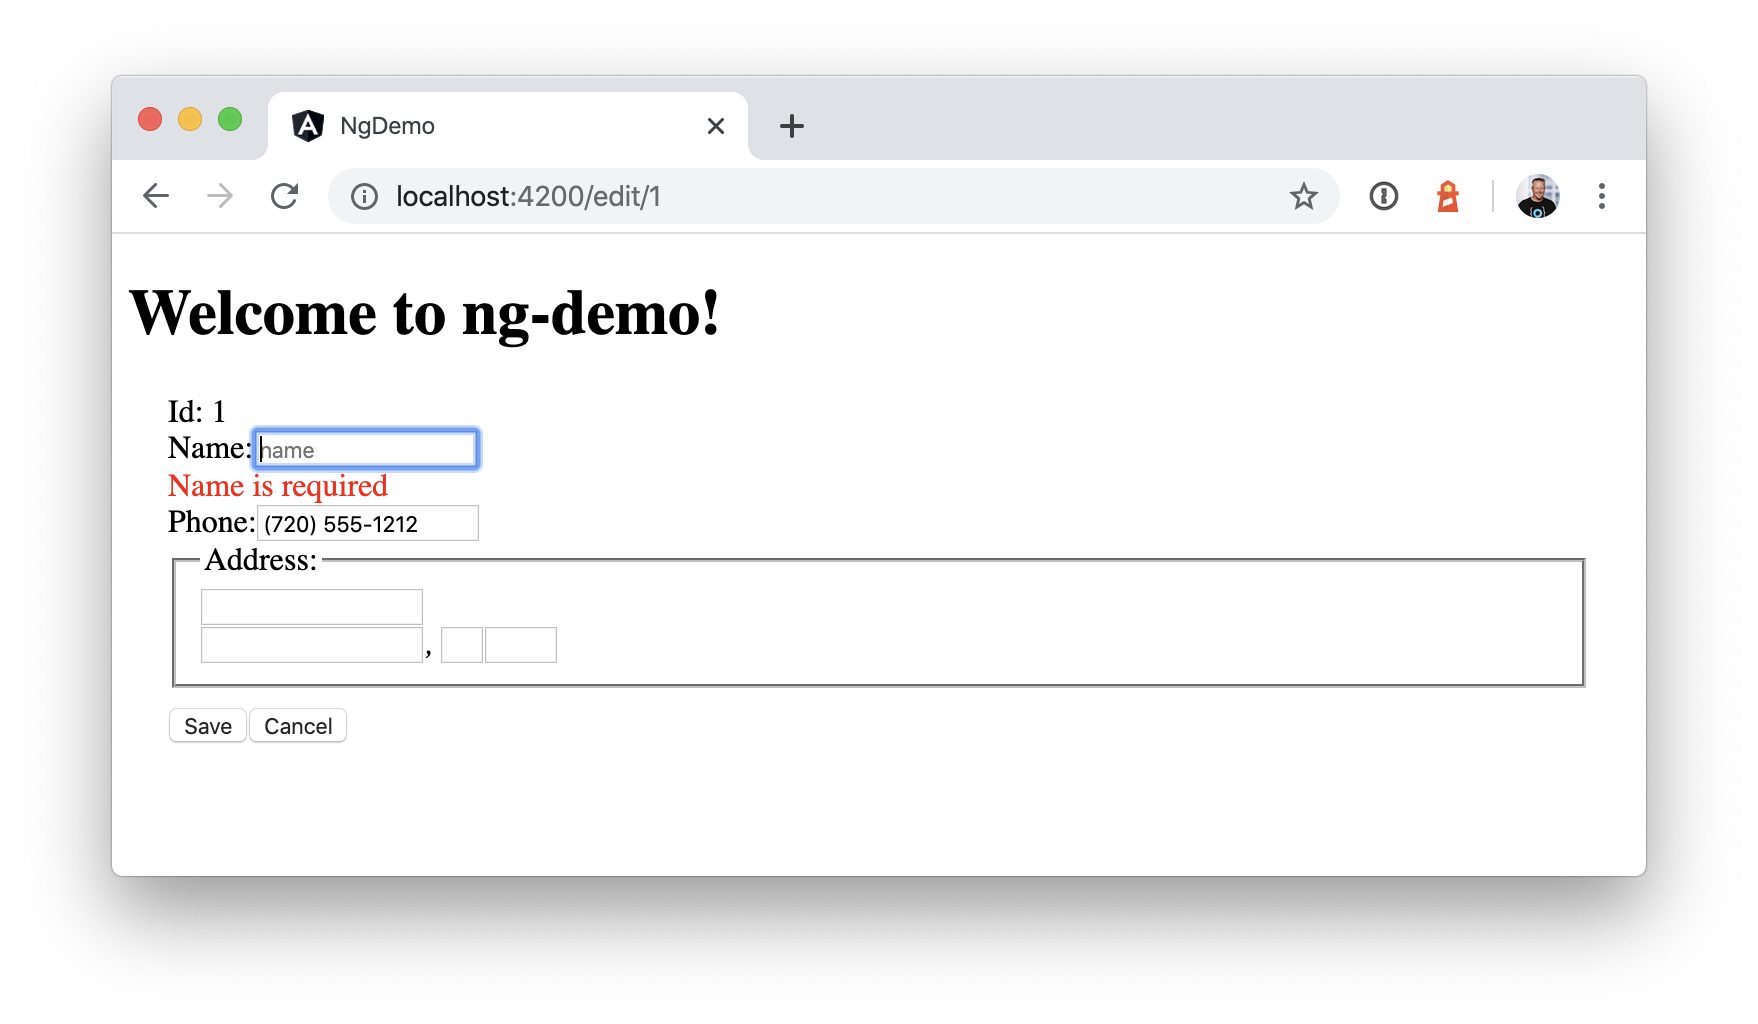 NgDemo
localhost:4200/edit/1
Welcome to ng-demo!
Id: 1
Name: name
Name is required
Phone: (720) 555-1212
Address:
,
Save Cancel